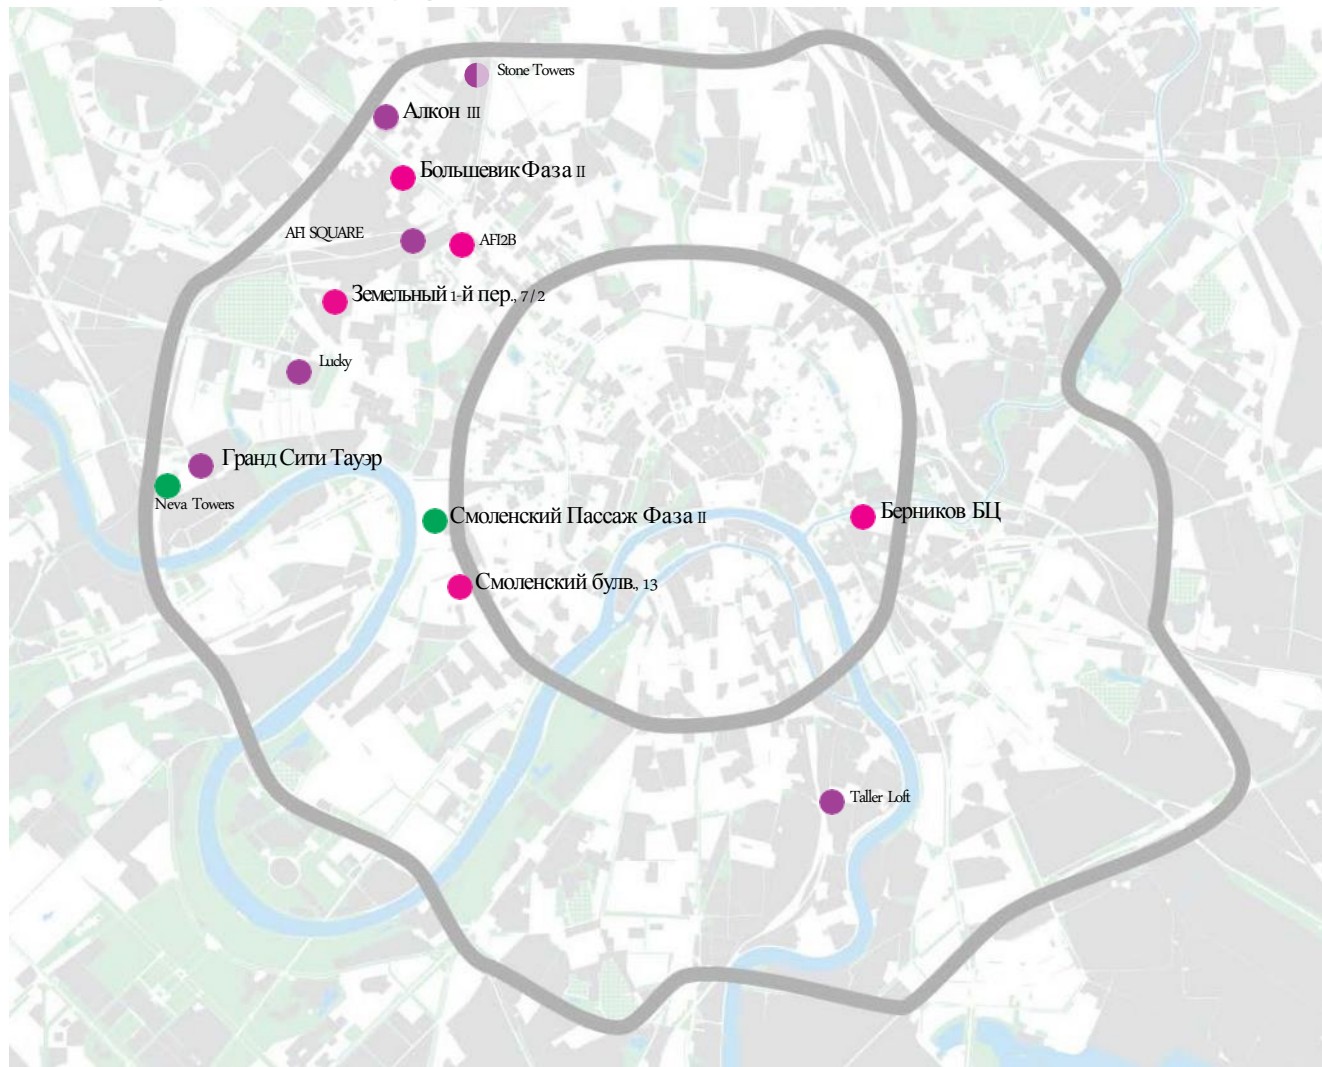 Stone Towers
Алкон III
Большевик Фаза II
AFI SQUARE
AFI2B
Земельный 1-й пер., 7/2
Lucky
Гранд Сити Тауэр
Neva Towers
Смоленский Пассаж Фаза II
Берников БЦ
Смоленский булв., 13
Taller Loft